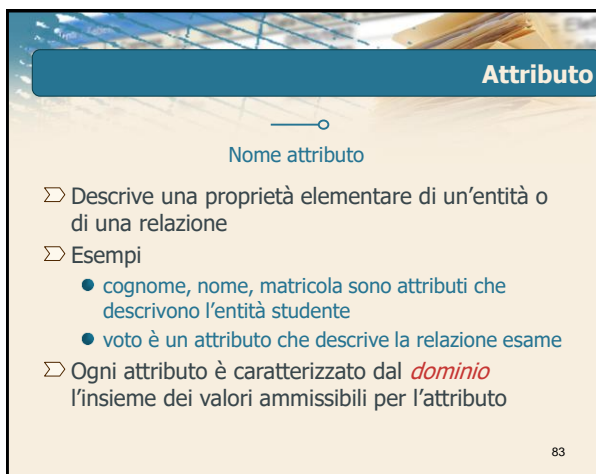 Attributo
Nome attributo
Descrive una proprietà elementare di un'entità o
di una relazione
Esempi
cognome, nome, matricola sono attributi che
descrivono l'entità studente
voto è un attributo che descrive la relazione esame
Ogni attributo è caratterizzato dal dominio
l'insieme dei valori ammissibili per l'attributo
83